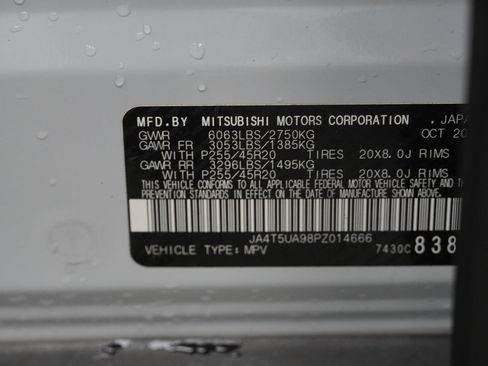 MFD.BY MITSUBISHI MOTORS CORPORATION , JAPA
GVWR 6063LBS/2750KG OCT 20
GAWR FR 3053LBS/1385KG
WITH P255/45R20 TIRES 20X8.0J RIMS
GAWR RR 3296LBS/1495KG
WITH P255/45R20 TIRES 20X8.0J RIMS
THIS VEHICLE CONFORMS TO ALL APPLICABLE FEDERAL MOTOR VEHICLE SAFETY AND
PREVENTION STANDARDS IN EFFECT ON THE DATE OF MANUFACTURE SHOWN ABOVE.
JA4T5UA98PZ014666
VEHICLE TYPE: MPV 7430C 838